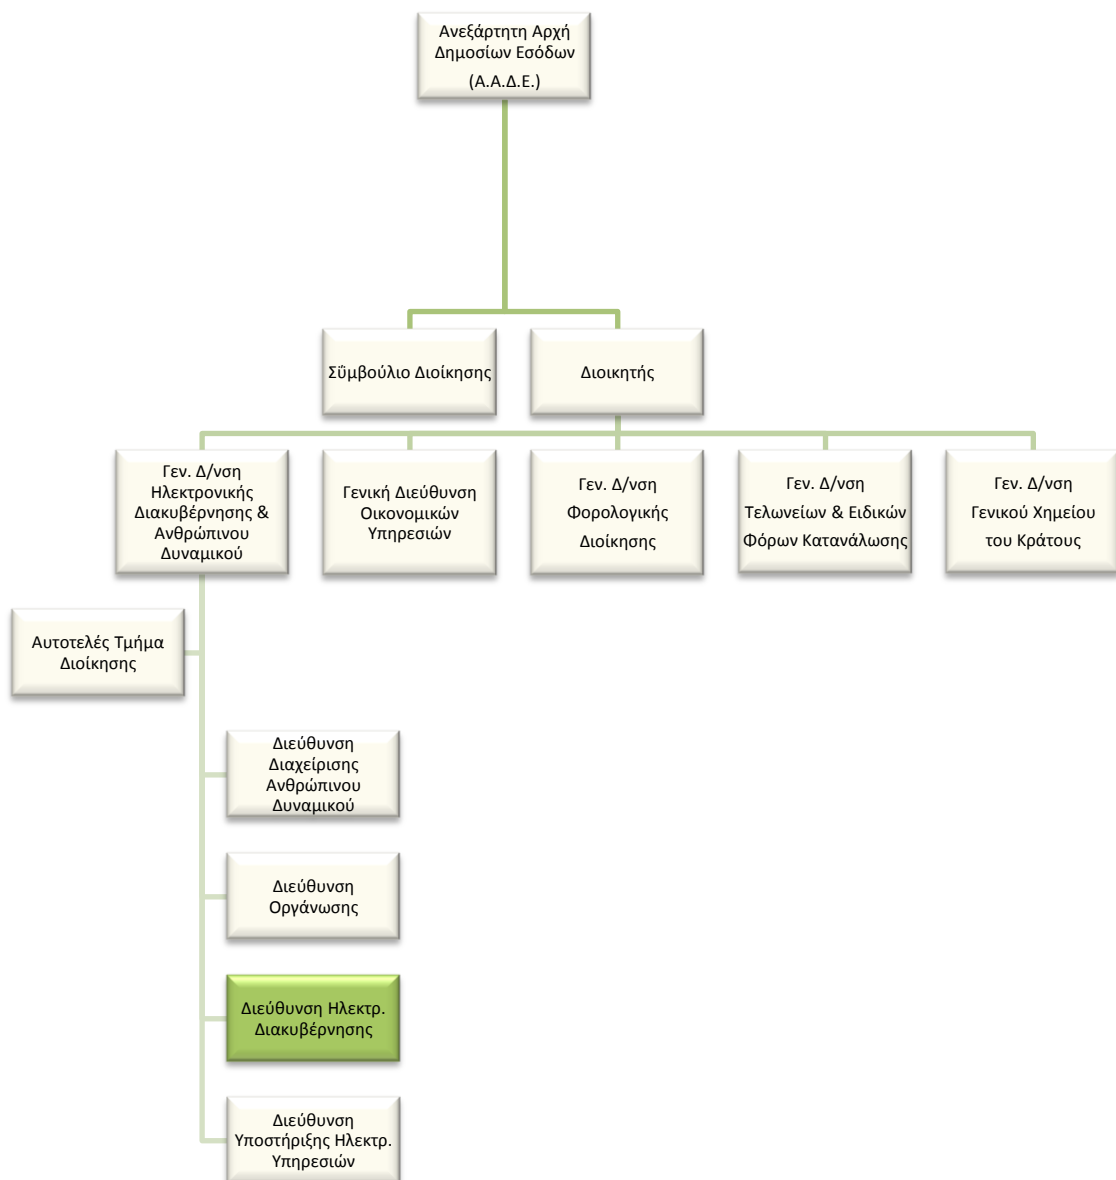 Ανεξάρτητη Αρχή
Δημοσίων Εσόδων
(Α.Α.Δ.Ε.)
Σΰμβούλιο Διοίκησης
Διοικητής
Γεν. Δ/νση
Ηλεκτρονικής
Διακυβέρνησης &
Ανθρώπινου
Δυναμικού
Γενική Διεύθυνση
Οικονομικών
Υπηρεσιών
Γεν. Δ/νση
Φορολογικής
Διοίκησης
Γεν. Δ/νση
Τελωνείων & Ειδικών
Φόρων Κατανάλωσης
Γεν. Δ/νση
Γενικού Χημείου
του Κράτους
Αυτοτελές Τμήμα
Διοίκησης
Διεύθυνση
Διαχείρισης
Ανθρώπινου
Δυναμικού
Διεύθυνση
Οργάνωσης
Διεύθυνση Ηλεκτρ.
Διακυβέρνησης
Διεύθυνση
Υποστήριξης Ηλεκτρ.
Υπηρεσιών